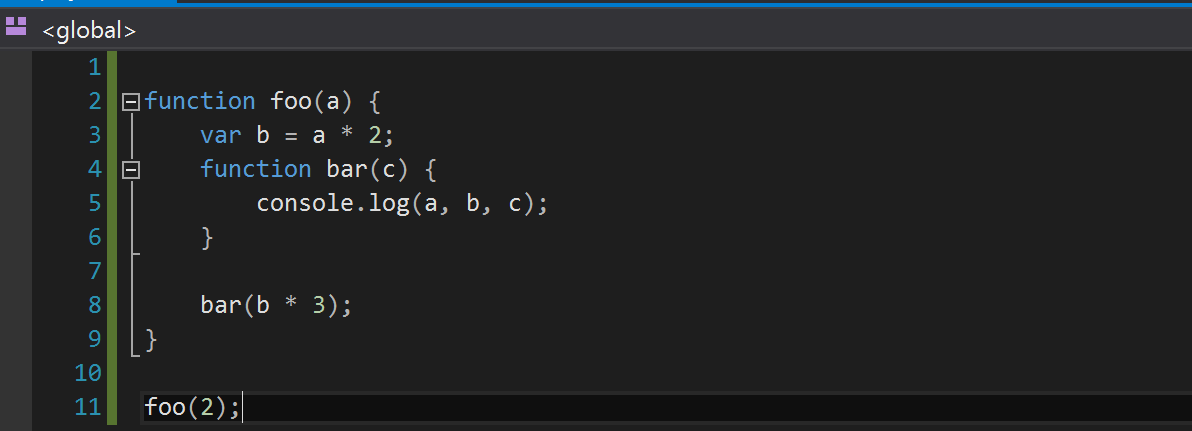 <global>
1
2 function foo(a) {
3     var b = a * 2;
4     function bar(c) {
5         console.log(a, b, c);
6     }
7
8     bar(b * 3);
9 }
10
11 foo(2);